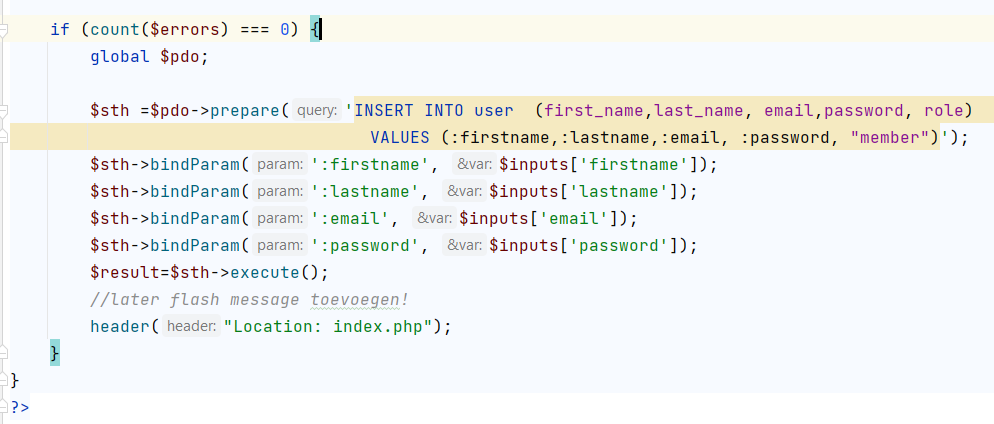 if (count($errors) === 0) {
global $pdo;
$sth =$pdo->prepare( query: 'INSERT INTO user  (first_name,last_name, email,password, role)
VALUES (:firstname,:lastname,:email, :password, "member")');
$sth->bindParam( param: ':firstname',  &var: $inputs['firstname']);
$sth->bindParam( param: ':lastname',  &var: $inputs['lastname']);
$sth->bindParam( param: ':email',  &var: $inputs['email']);
$sth->bindParam( param: ':password',  &var: $inputs['password']);
$result=$sth->execute();
//later flash message toevoegen!
header( header: "Location: index.php");
}
}
?>